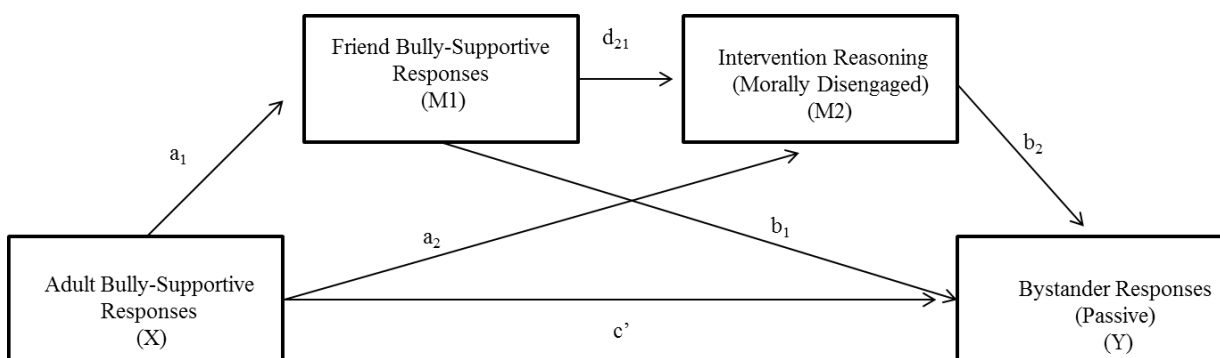 Friend Bully-Supportive
Responses
(M1)
d21
Intervention Reasoning
(Morally Disengaged)
(M2)
a1
b2
a2
b1
Adult Bully-Supportive
Responses
(X)
c’
Bystander Responses
(Passive)
(Y)